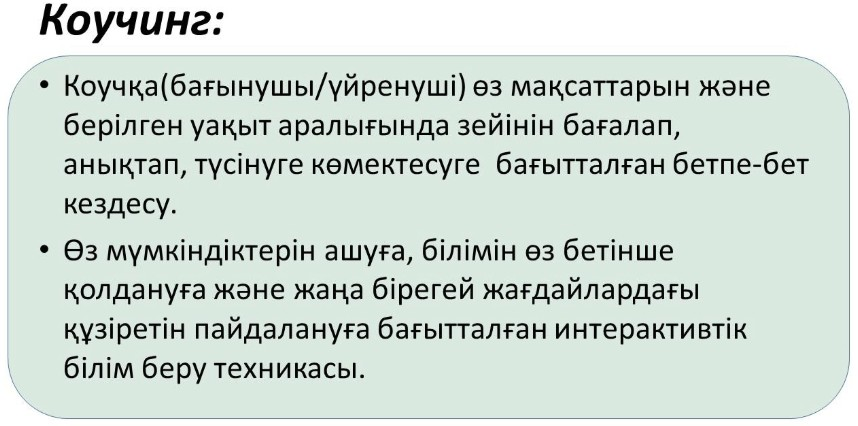 Коучинг:
• Коучқа(бағынушы/үйренуші) өз мақсаттарын және
берілген уақыт аралығында зейінін бағалап,
анықтап, түсінуге көмектесуге бағытталған бетпе-бет
кездесу.
• Өз мүмкіндіктерін ашуға, білімін өз бетінше
қолдануға және жаңа бірегей жағдайлардағы
құзіретін пайдалануға бағытталған интерактивтік
білім беру техникасы.